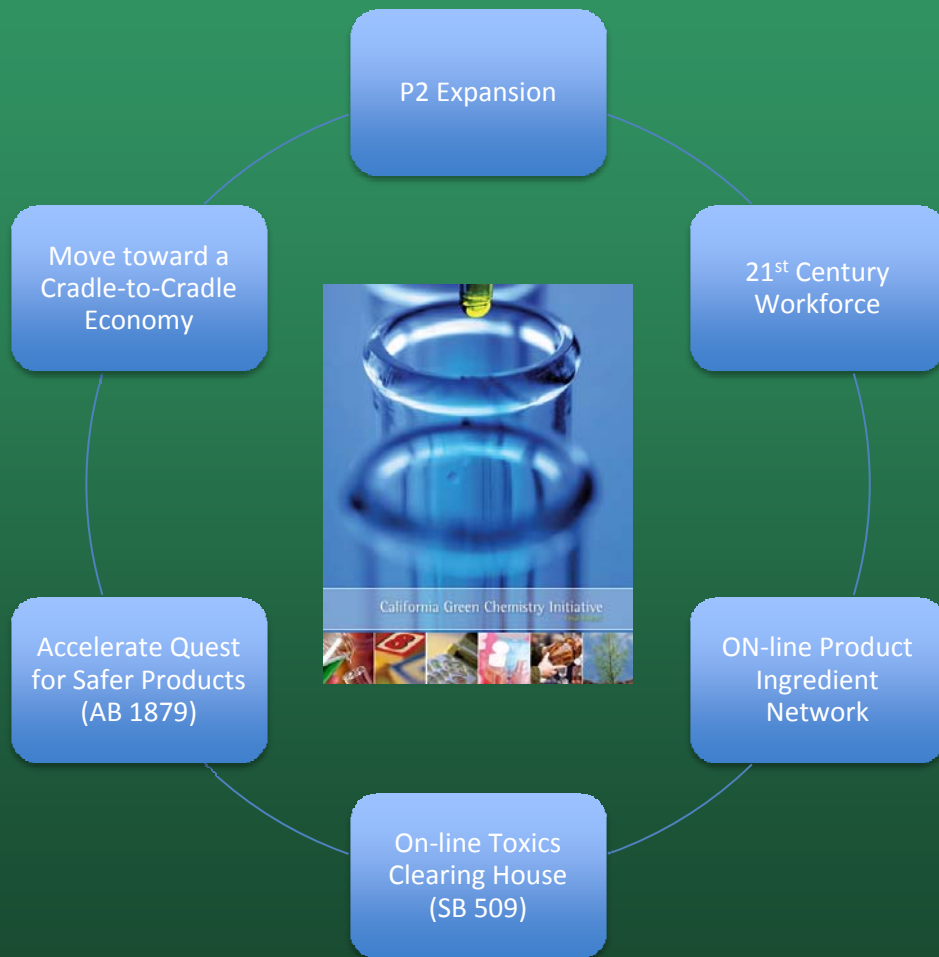 P2 Expansion
21st Century
Workforce
ON-line Product
Ingredient
Network
On-line Toxics
Clearing House
(SB 509)
Accelerate Quest
for Safer Products
(AB 1879)
Move toward a
Cradle-to-Cradle
Economy
California Green Chemistry Initiative